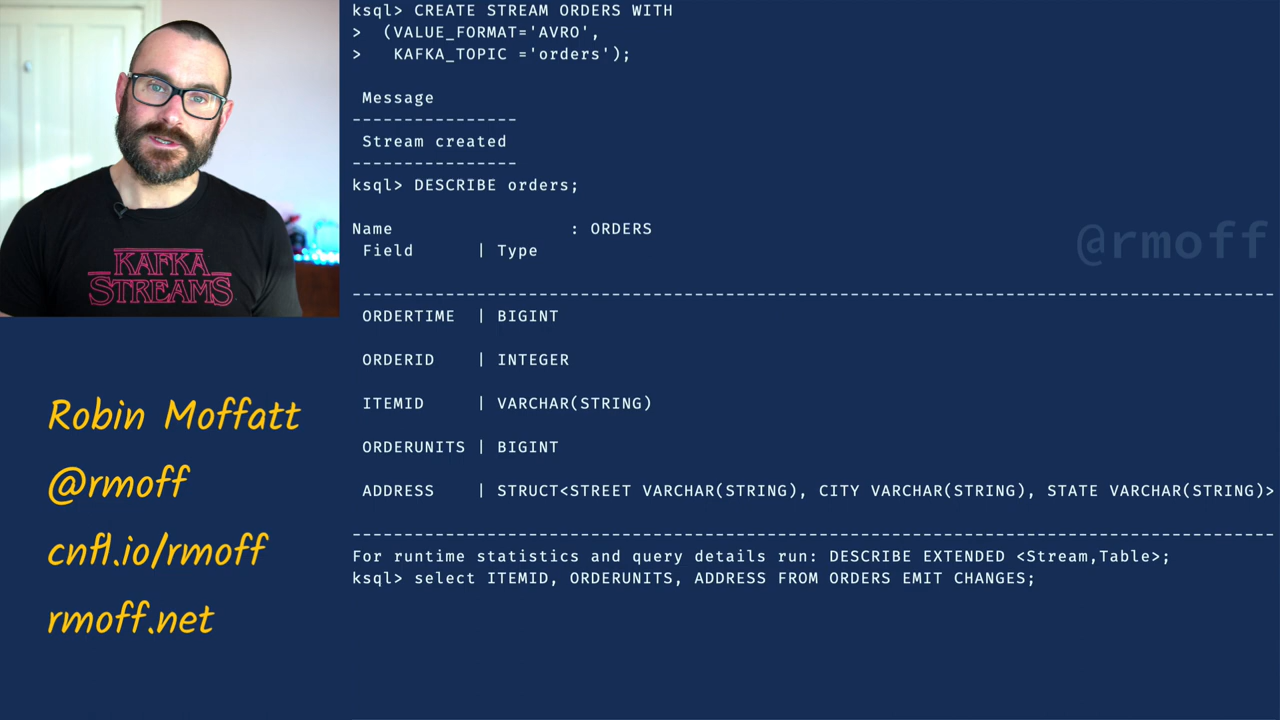 KAFKA
STREAMS
Robin Moffatt
@rmoff
cnfl.io/rmoff
rmoff.net
ksql> CREATE STREAM ORDERS WITH
>  (VALUE_FORMAT='AVRO',
>   KAFKA_TOPIC ='orders');
Message
----------------
Stream created
----------------
ksql> DESCRIBE orders;
Name                 : ORDERS
Field      | Type
@rmoff
-----------------------------------------------------------------------------------------
ORDERTIME  | BIGINT
ORDERID    | INTEGER
ITEMID     | VARCHAR(STRING)
ORDERUNITS | BIGINT
ADDRESS    | STRUCT<STREET VARCHAR(STRING), CITY VARCHAR(STRING), STATE VARCHAR(STRING)>
-----------------------------------------------------------------------------------------
For runtime statistics and query details run: DESCRIBE EXTENDED <Stream,Table>;
ksql> select ITEMID, ORDERUNITS, ADDRESS FROM ORDERS EMIT CHANGES;